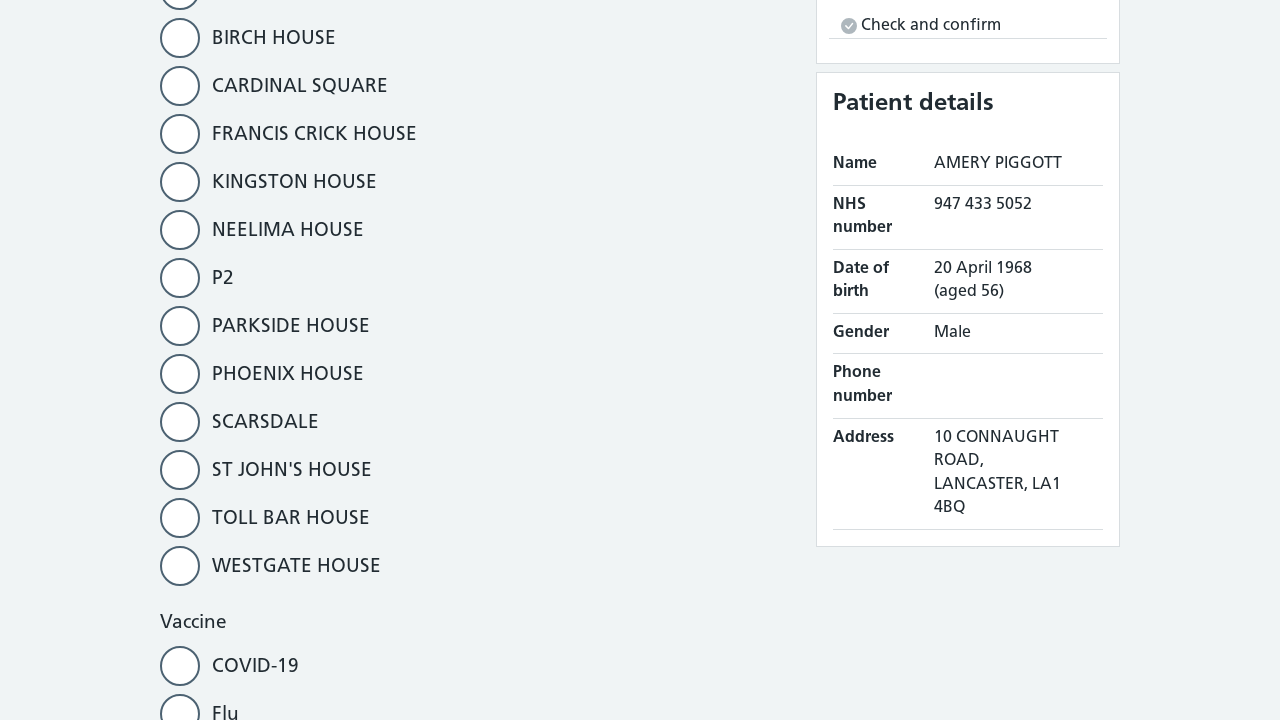 BIRCH HOUSE
CARDINAL SQUARE
FRANCIS CRICK HOUSE
KINGSTON HOUSE
NEELIMA HOUSE
P2
PARKSIDE HOUSE
PHOENIX HOUSE
SCARSDALE
ST JOHN'S HOUSE
TOLL BAR HOUSE
WESTGATE HOUSE
Vaccine
COVID-19
Flu
Check and confirm
Patient details
Name AMERY PIGGOTT
NHS number 947 433 5052
Date of birth 20 April 1968
(aged 56)
Gender Male
Phone number
Address 10 CONNAUGHT
ROAD,
LANCASTER, LA1
4BQ